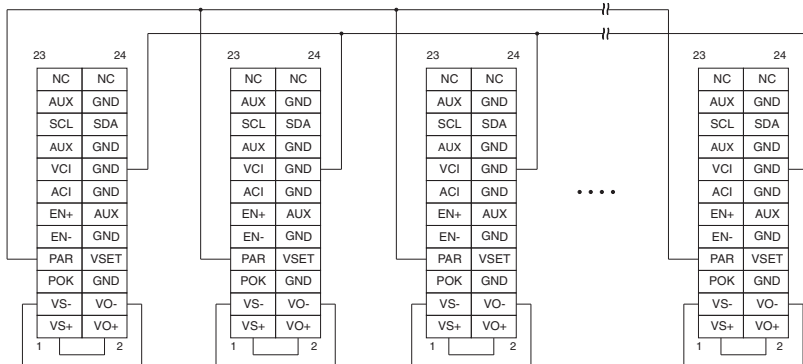 23 24 23 24 23 24 23 24
NC NC NC NC NC NC NC NC
AUX GND AUX GND AUX GND AUX GND
SCL SDA SCL SDA SCL SDA SCL SDA
AUX GND AUX GND AUX GND AUX GND
VCI GND VCI GND VCI GND VCI GND
ACI GND ACI GND ACI GND ACI GND
EN+ AUX EN+ AUX EN+ AUX EN+ AUX
EN- GND EN- GND EN- GND EN- GND
PAR VSET PAR VSET PAR VSET PAR VSET
POK GND POK GND POK GND POK GND
VS- VO- VS- VO- VS- VO- VS- VO-
VS+ VO+ VS+ VO+ VS+ VO+ VS+ VO+
1 2 1 2 1 2 1 2